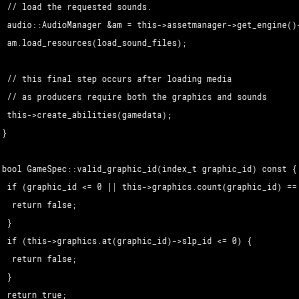 // load the requested sounds.
audio::AudioManager &am = this->assetmanager->get_engine()-
am.load_resources(load_sound_files);
// this final step occurs after loading media
// as producers require both the graphics and sounds
this->create_abilities(gamedata);
}
bool GameSpec::valid_graphic_id(index_t graphic_id) const {
if (graphic_id <= 0 || this->graphics.count(graphic_id) ==
return false;
}
if (this->graphics.at(graphic_id)->slp_id <= 0) {
return false;
}
return true;